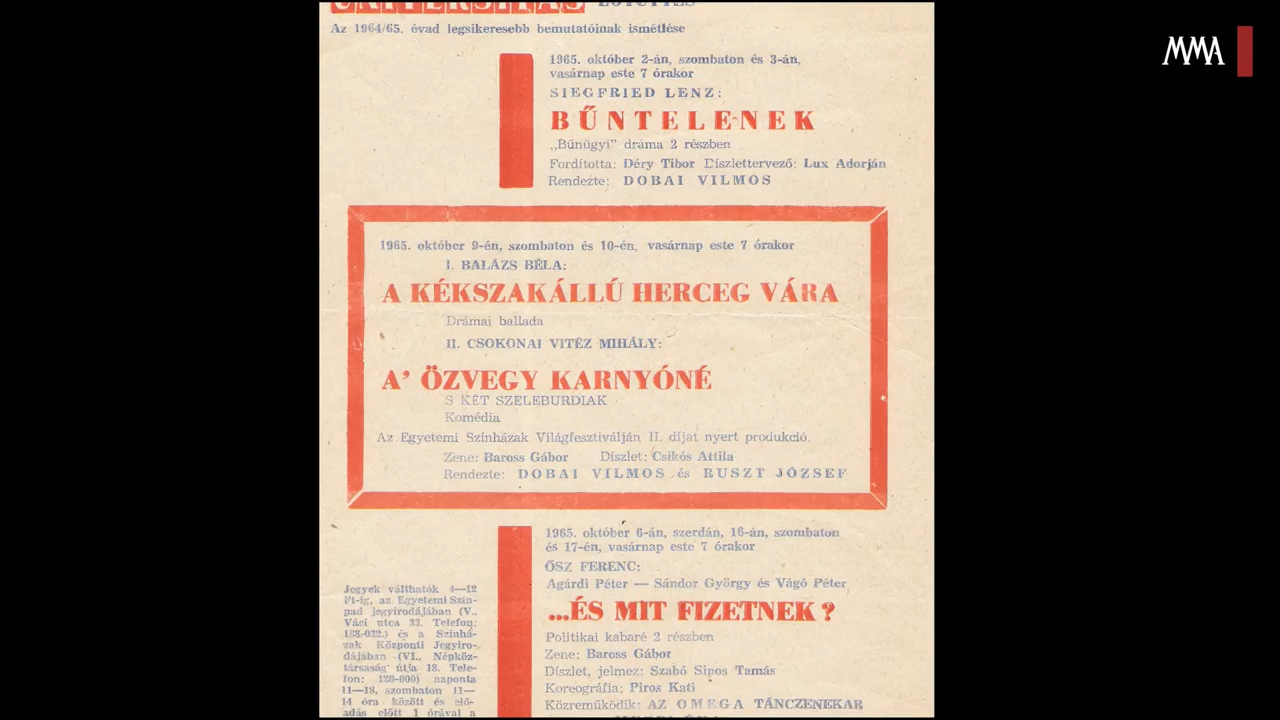 UNIVERSITAS EGYÜTTES
Az 1964/65. évad legsikeresebb bemutatóinak ismétlése
MMA
1965. október 2-án, szombaton és 3-án,
vasárnap este 7 órakor
SIEGFRIED LENZ:
BŰNTELENEK
„Bűnügyi” dráma 2 részben
Fordította: Déry Tibor Díszlettervező: Lux Adorján
Rendezte: DOBAI VILMOS
1965. október 9-én, szombaton és 10-én, vasárnap este 7 órakor
I. BALÁZS BÉLA:
A KÉKSZAKÁLLÚ HERCEG VÁRA
Drámai ballada
II. CSOKONAI VITÉZ MIHÁLY:
A’ ÖZVEGY KARNYÓNÉ
S KÉT SZELEBURDIAK
Komédia
Az Egyetemi Színházak Világfesztiválján II. díjat nyert produkció.
Zene: Baross Gábor Díszlet: Csikós Attila
Rendezte: DOBAI VILMOS és RUSZT JÓZSEF
1965. október 6-án, szerdán, 16-án, szombaton
és 17-én, vasárnap este 7 órakor
ŐSZ FERENC:
Agárdi Péter — Sándor György és Vágó Péter
...ÉS MIT FIZETNEK?
Politikai kabaré 2 részben
Zene: Baross Gábor
Díszlet, jelmez: Szabó Sipos Tamás
Koreográfia: Piros Kati
Közreműködik: AZ OMEGA TÁNCZENEKAR
Jegyek válthatók 4—12
Ft-ig, az Egyetemi Szín-
pad jegyirodájában (V.,
Váci utca 33. Telefon:
188-032.) és a Színhá-
zak Központi Jegyiro-
dájában (VI., Népköz-
társaság útja 18. Tele-
fon: 120-000) naponta
11—18, szombaton 11—
14 óra között és elő-
adás előtt 1 órával a